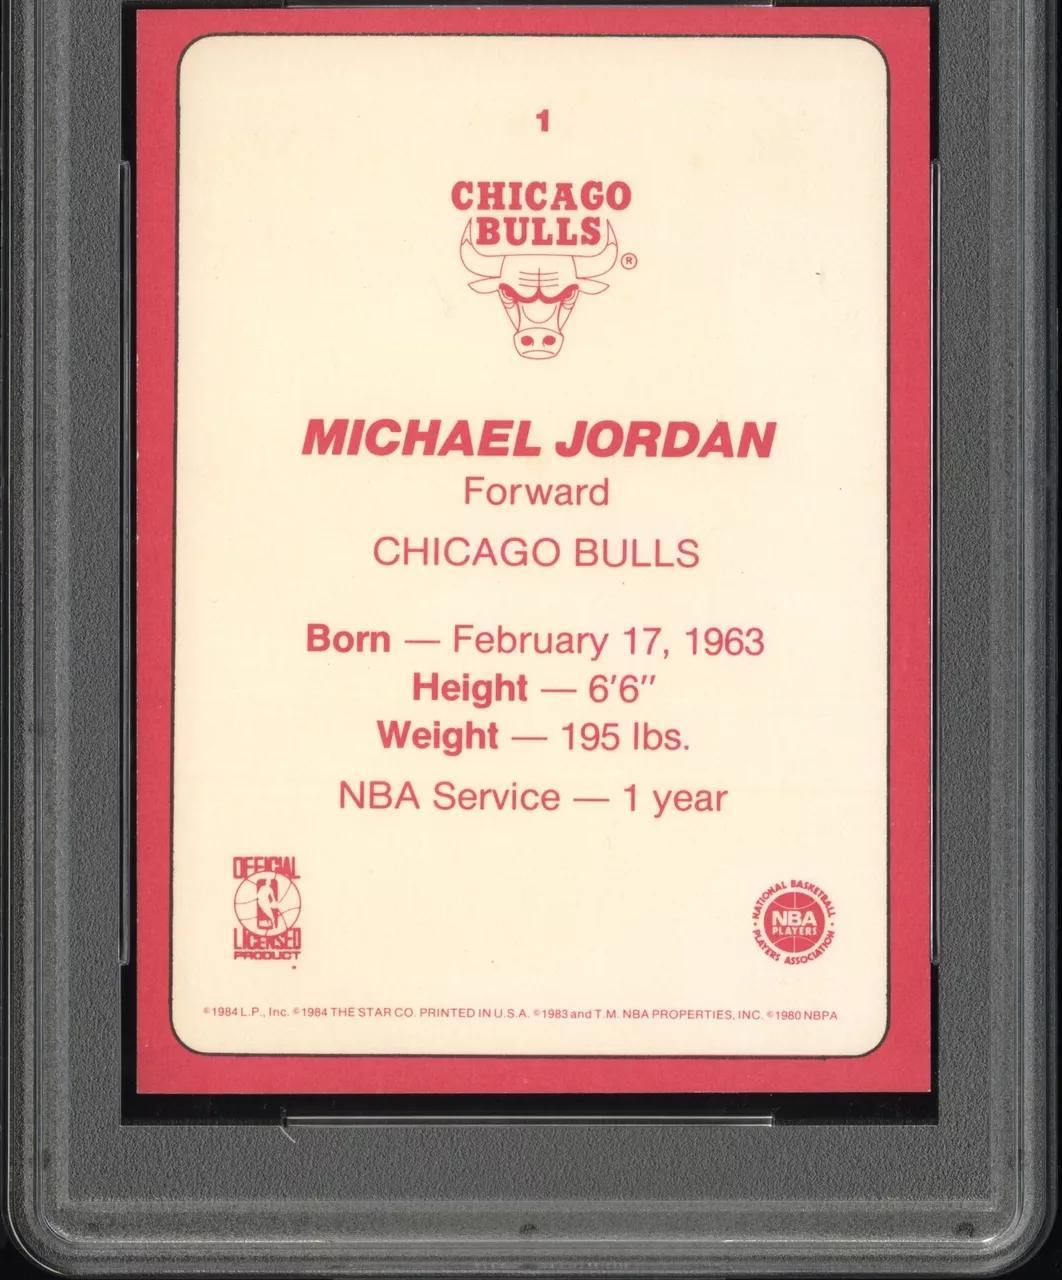 1
CHICAGO
BULLS
®
MICHAEL JORDAN
Forward
CHICAGO BULLS
Born — February 17, 1963
Height — 6'6"
Weight — 195 lbs.
NBA Service — 1 year
OFFICIAL
LICENSED
PRODUCT
NATIONAL BASKETBALL
NBA
PLAYERS
PLAYERS ASSOCIATION
©1984 L.P., Inc. ©1984 THE STAR CO. PRINTED IN U.S.A. ©1983 and T.M. NBA PROPERTIES, INC. ©1980 NBPA